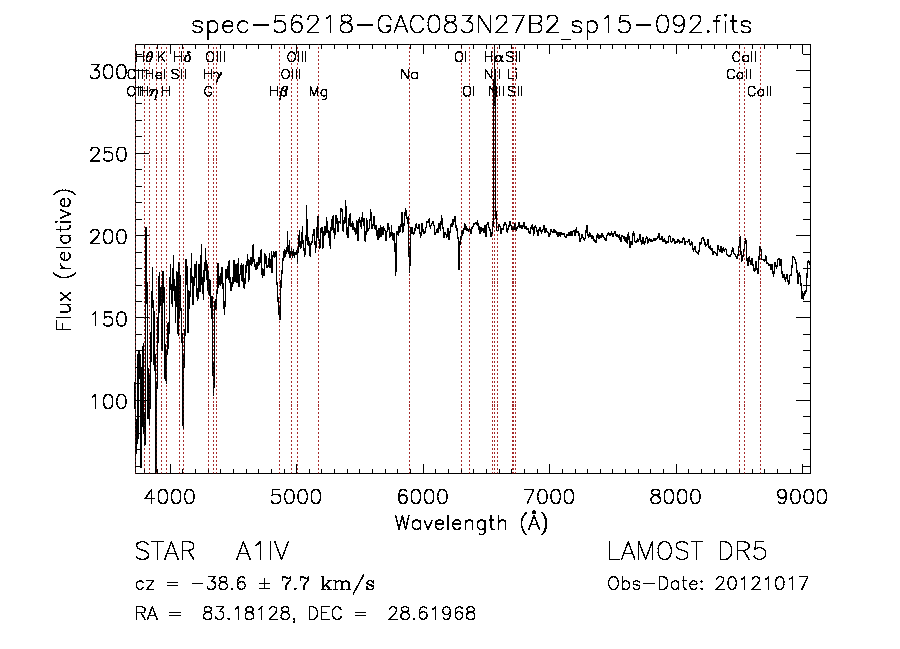 spec-56218-GAC083N27B2_sp15-092.fits
Hθ K Hδ OIII OIII OI Hα SII CaII
OII HeI SII Hγ OIII Na NII Li CaII
OII Hη H G Hβ Mg OI NII SII CaII
300
250
200
150
100
Flux (relative)
4000 5000 6000 7000 8000 9000
Wavelength (Å)
STAR A1IV LAMOST DR5
cz = -38.6 ± 7.7 km/s Obs-Date: 20121017
RA = 83.18128, DEC = 28.61968